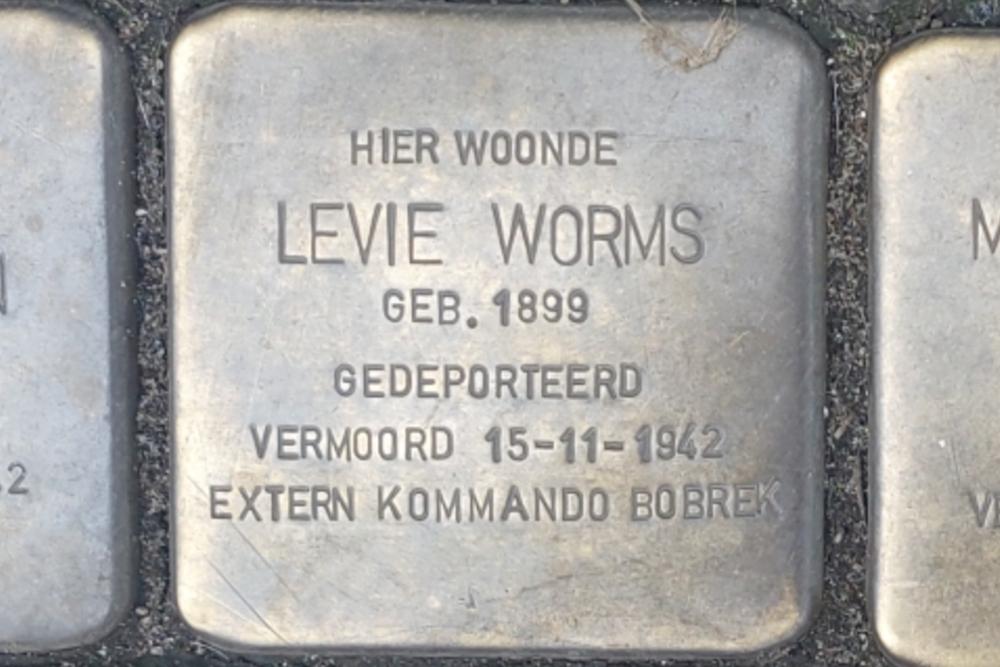 HIER WOONDE
LEVIE WORMS
GEB. 1899
GEDEPORTEERD
VERMOORD 15-11-1942
EXTERN KOMMANDO BOBREK